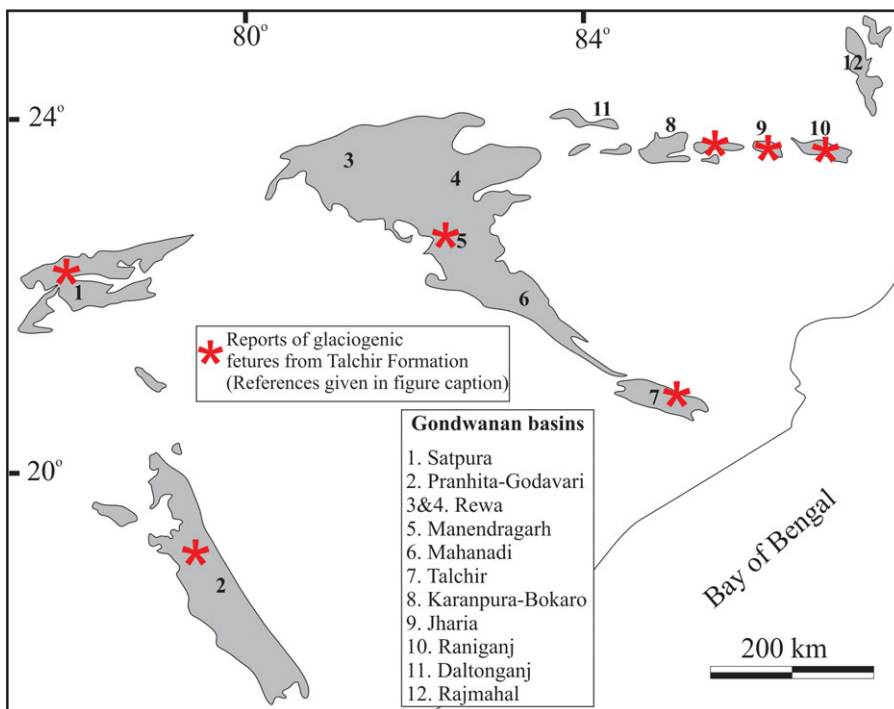 80°
84°
24°
12
11
8
9
10
3
4
5
1
6
Reports of glaciogenic
fetures from Talchir Formation
(References given in figure caption)
7
Gondwanan basins
1. Satpura
2. Pranhita-Godavari
3&4. Rewa
5. Manendragarh
6. Mahanadi
7. Talchir
8. Karanpura-Bokaro
9. Jharia
10. Raniganj
11. Daltonganj
12. Rajmahal
20°
2
Bay of Bengal
200 km